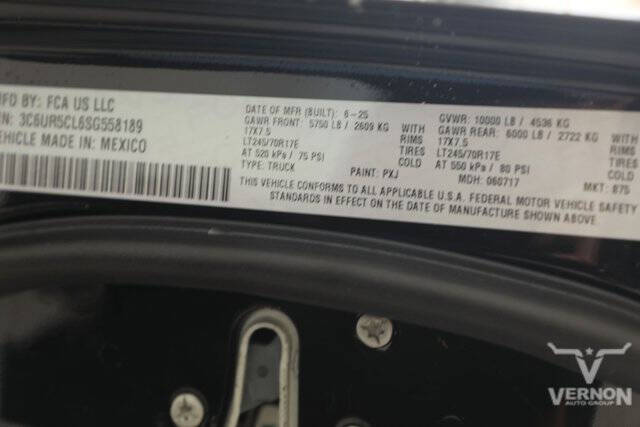 MFD BY: FCA US LLC
3C6UR5CL6SG558189
VEHICLE MADE IN: MEXICO
DATE OF MFR (BUILT): 6-25
GAWR FRONT: 5750 LB / 2609 KG WITH
17X7.5 RIMS
LT245/70R17E TIRES
AT 520 kPa / 75 PSI
TYPE: TRUCK
PAINT: PXJ
GVWR: 10000 LB / 4536 KG
GAWR REAR: 6000 LB / 2722 KG WITH
17X7.5 RIMS
LT245/70R17E TIRES
AT 550 kPa / 80 PSI
MDH: 060717
MKT: 875
THIS VEHICLE CONFORMS TO ALL APPLICABLE U.S.A. FEDERAL MOTOR VEHICLE SAFETY
STANDARDS IN EFFECT ON THE DATE OF MANUFACTURE SHOWN ABOVE
VERNON
AUTO GROUP